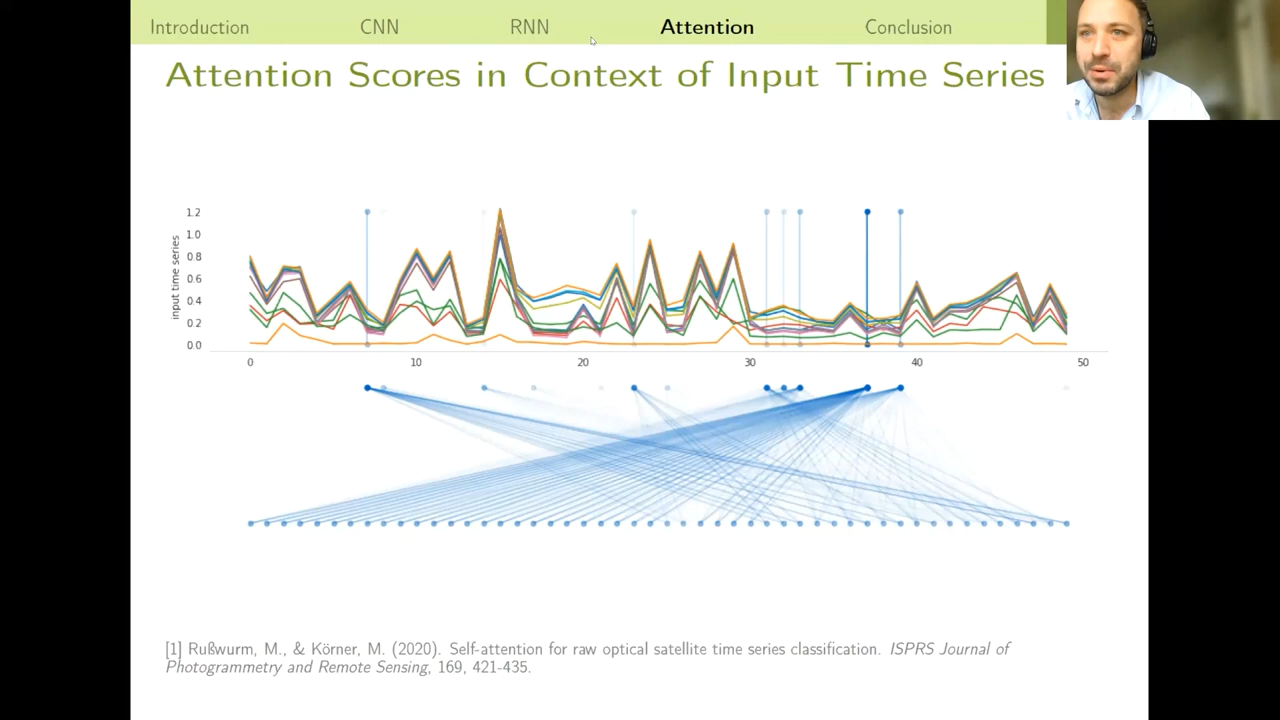 Introduction CNN RNN Attention Conclusion
Attention Scores in Context of Input Time Series
input time series
1.2
1.0
0.8
0.6
0.4
0.2
0.0
0 10 20 30 40 50
[1] Rußwurm, M., & Körner, M. (2020). Self-attention for raw optical satellite time series classification. ISPRS Journal of
Photogrammetry and Remote Sensing, 169, 421-435.